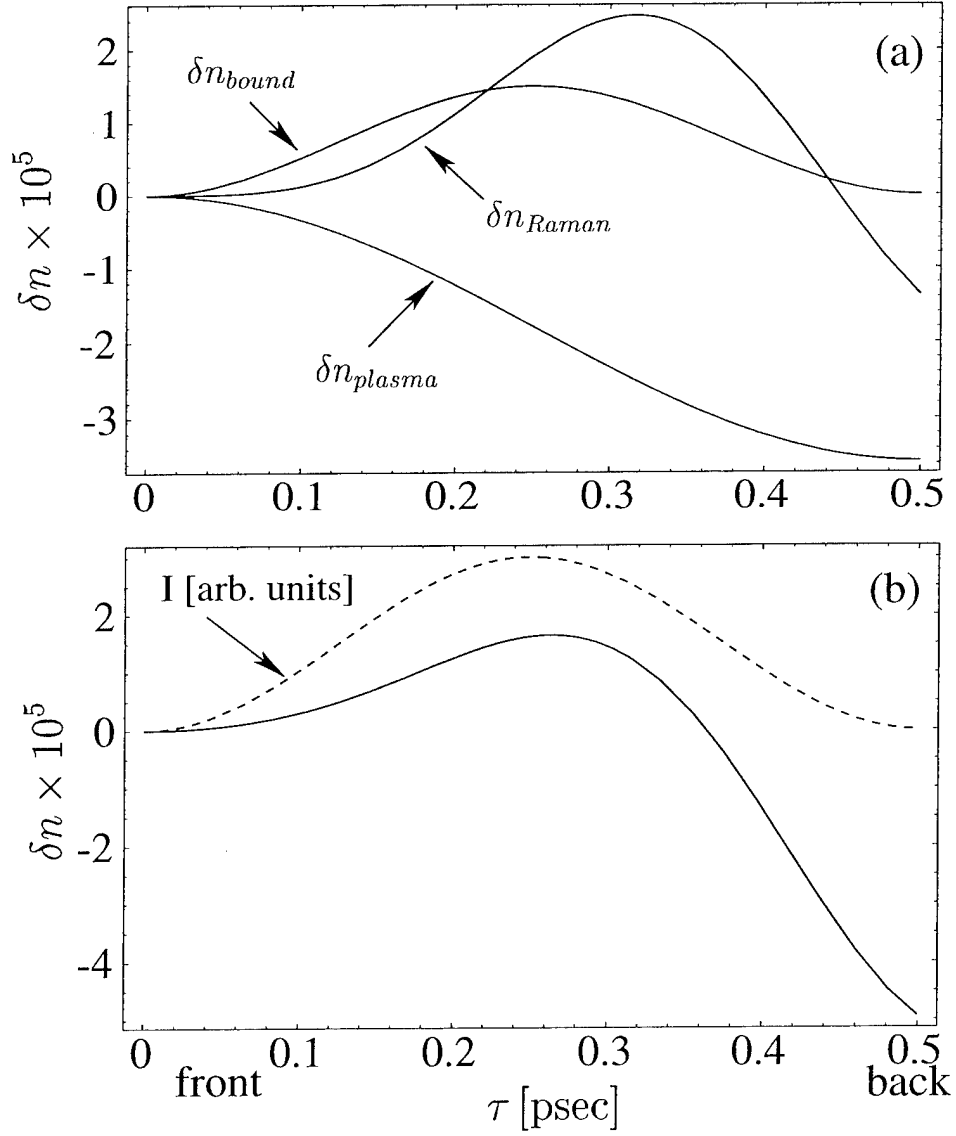 (a)
δn_bound
δn_Raman
δn_plasma
δn × 10^5
2
1
0
-1
-2
-3
0 0.1 0.2 0.3 0.4 0.5
(b)
I [arb. units]
δn × 10^5
2
0
-2
-4
0 0.1 0.2 0.3 0.4 0.5
front back
τ [psec]